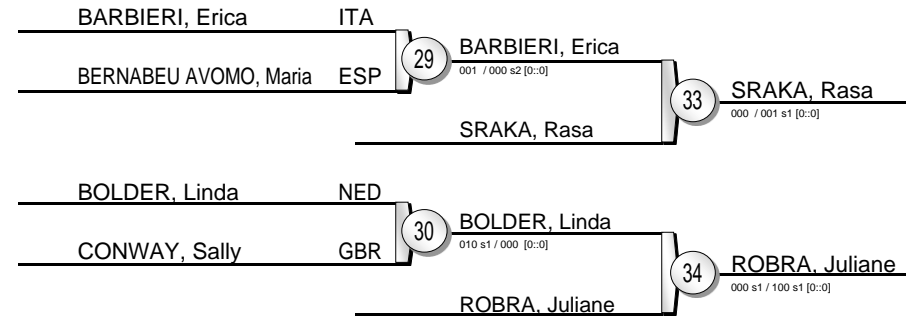 BARBIERI, Erica ITA
29
BARBIERI, Erica
001 / 000 s2 [0::0]
BERNABEU AVOMO, Maria ESP
33
SRAKA, Rasa
000 / 001 s1 [0::0]
SRAKA, Rasa
BOLDER, Linda NED
30
BOLDER, Linda
010 s1 / 000 [0::0]
CONWAY, Sally GBR
34
ROBRA, Juliane
000 s1 / 100 s1 [0::0]
ROBRA, Juliane